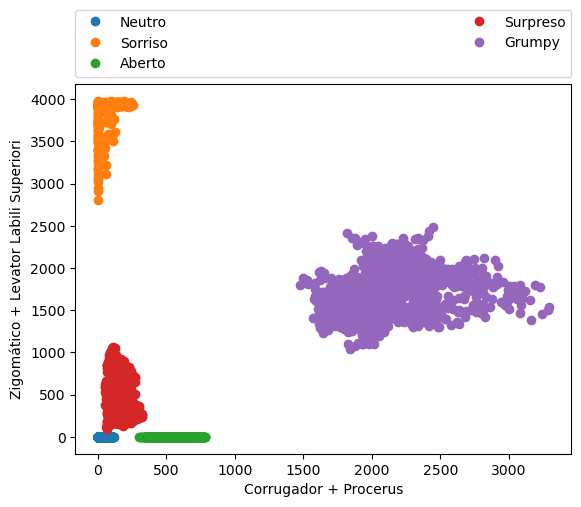 Neutro
Sorriso
Aberto
Surpreso
Grumpy
4000
3500
3000
2500
2000
1500
1000
500
0
Zigomático + Levator Labili Superiori
0 500 1000 1500 2000 2500 3000
Corrugador + Procerus